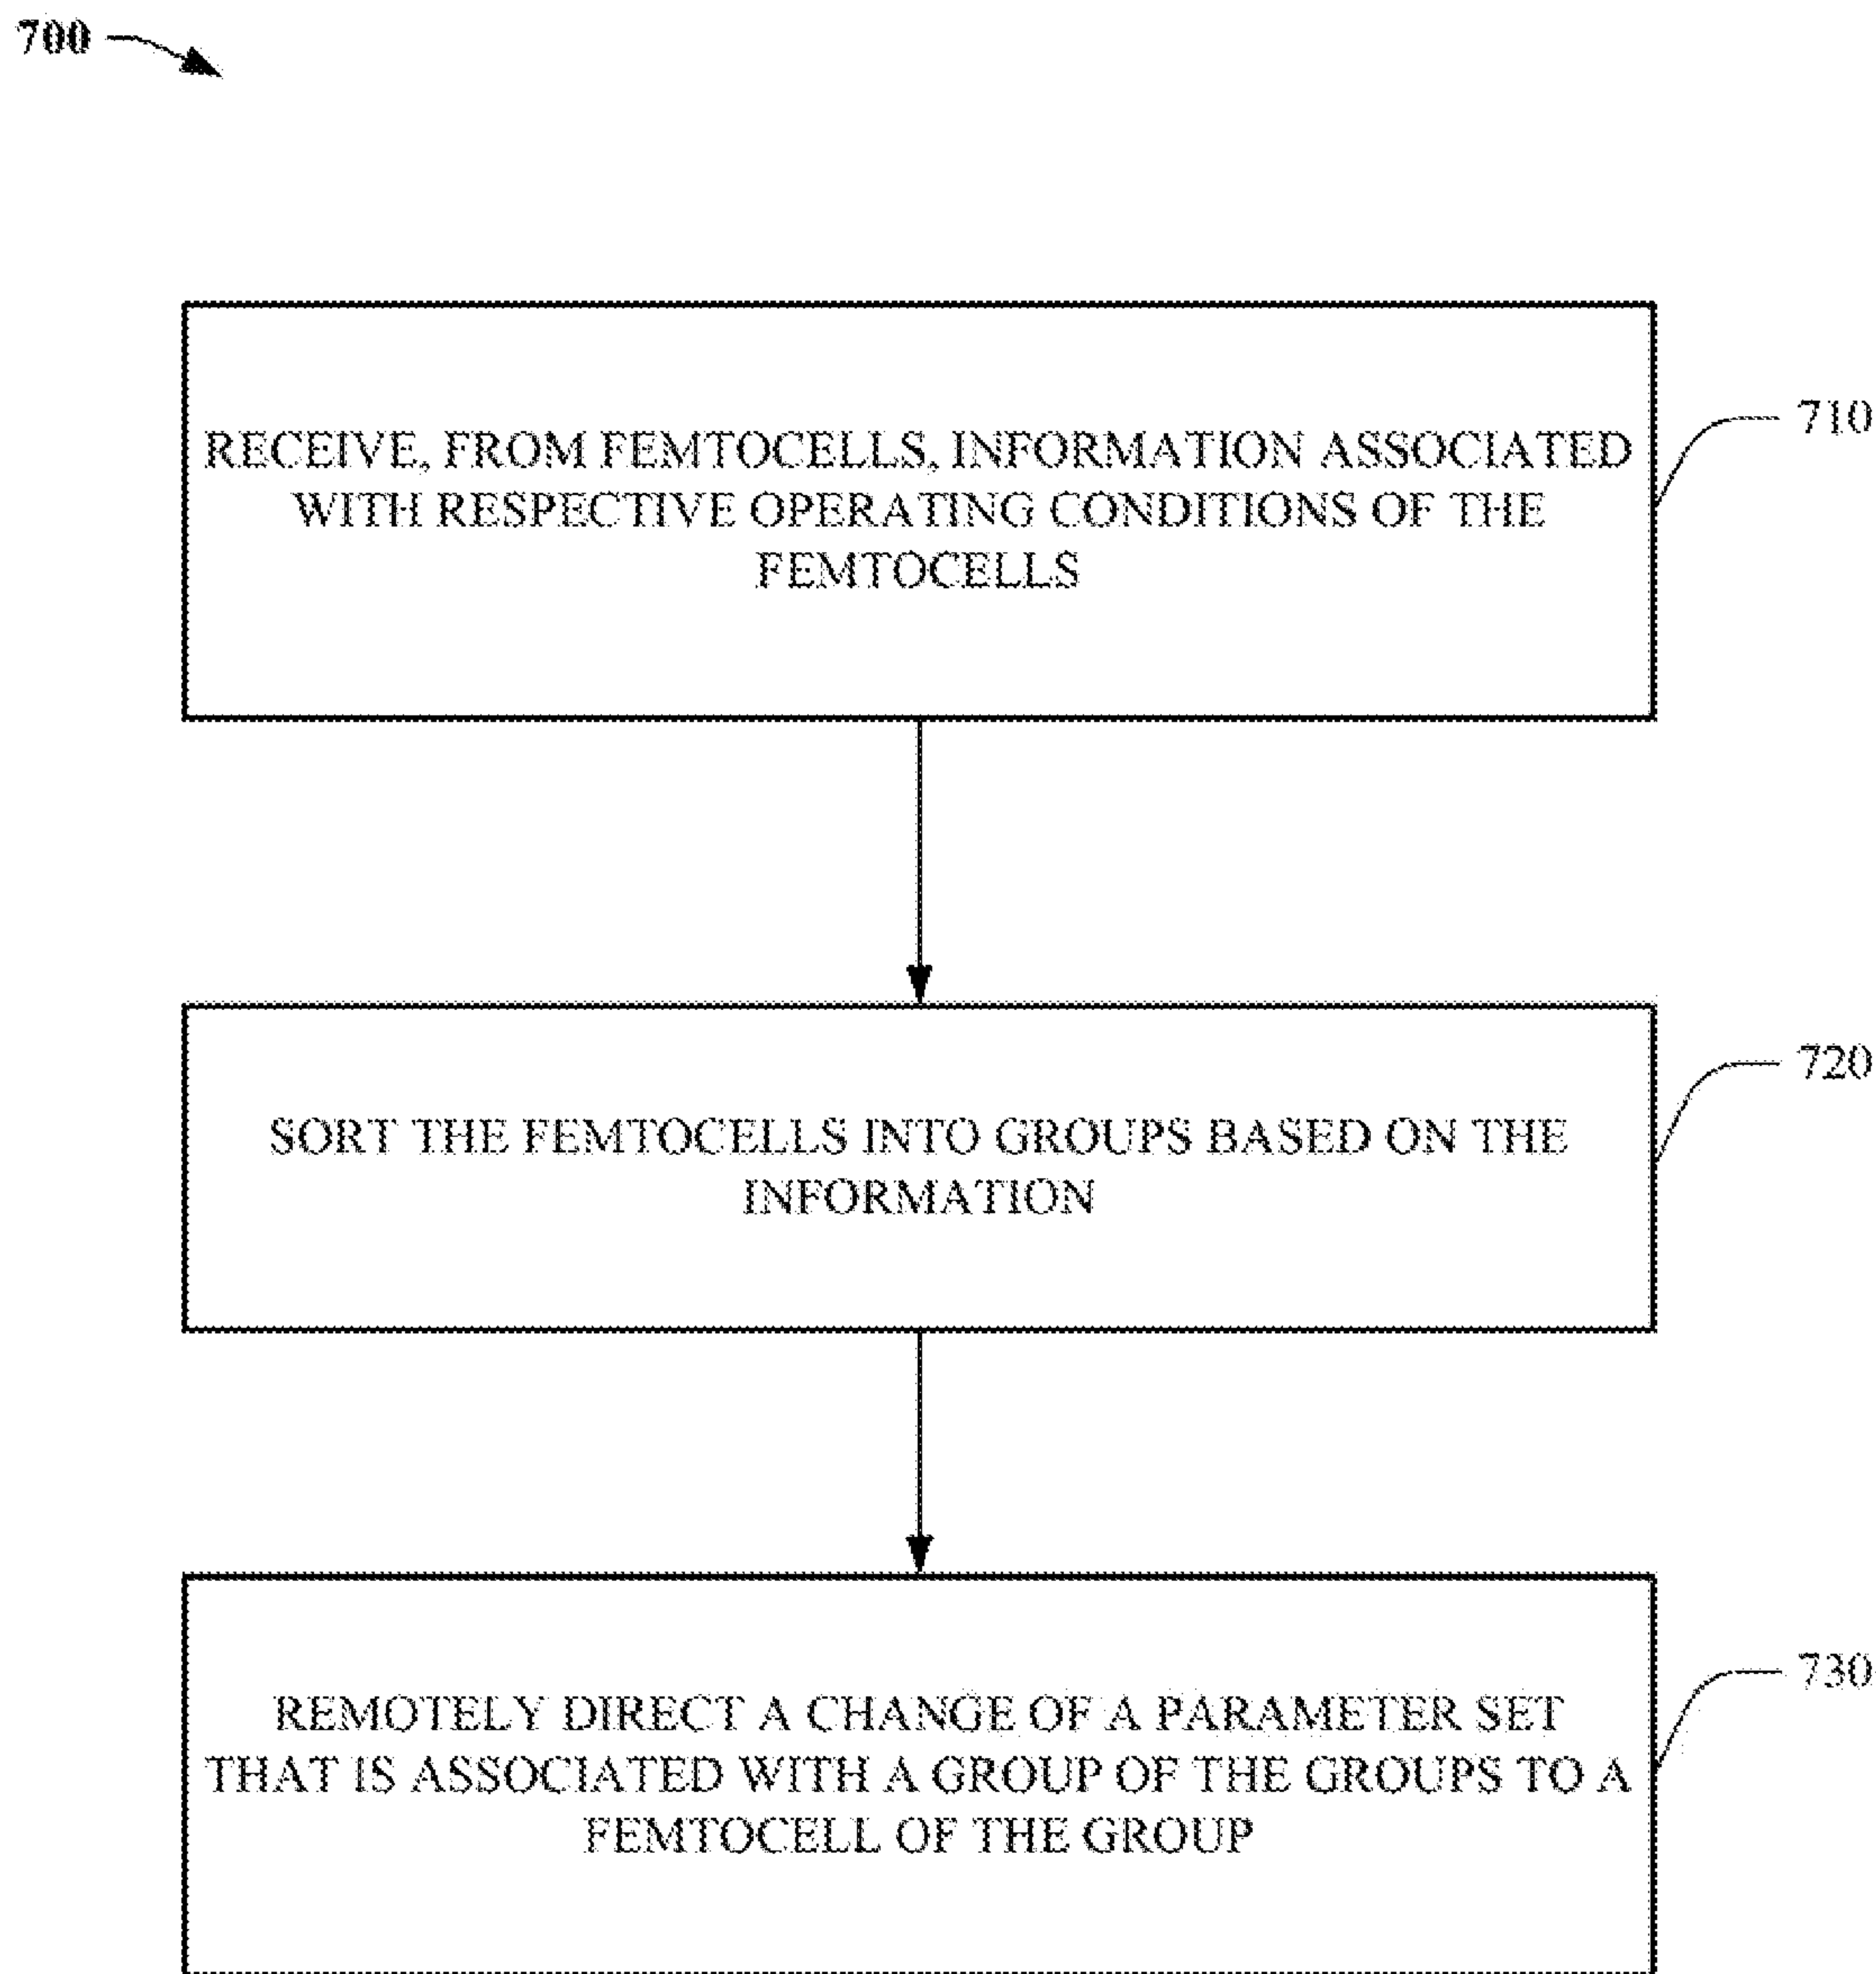 700
RECEIVE, FROM FEMTOCELLS, INFORMATION ASSOCIATED
WITH RESPECTIVE OPERATING CONDITIONS OF THE
FEMTOCELLS
710
SORT THE FEMTOCELLS INTO GROUPS BASED ON THE
INFORMATION
720
REMOTELY DIRECT A CHANGE OF A PARAMETER SET
THAT IS ASSOCIATED WITH A GROUP OF THE GROUPS TO A
FEMTOCELL OF THE GROUP
730